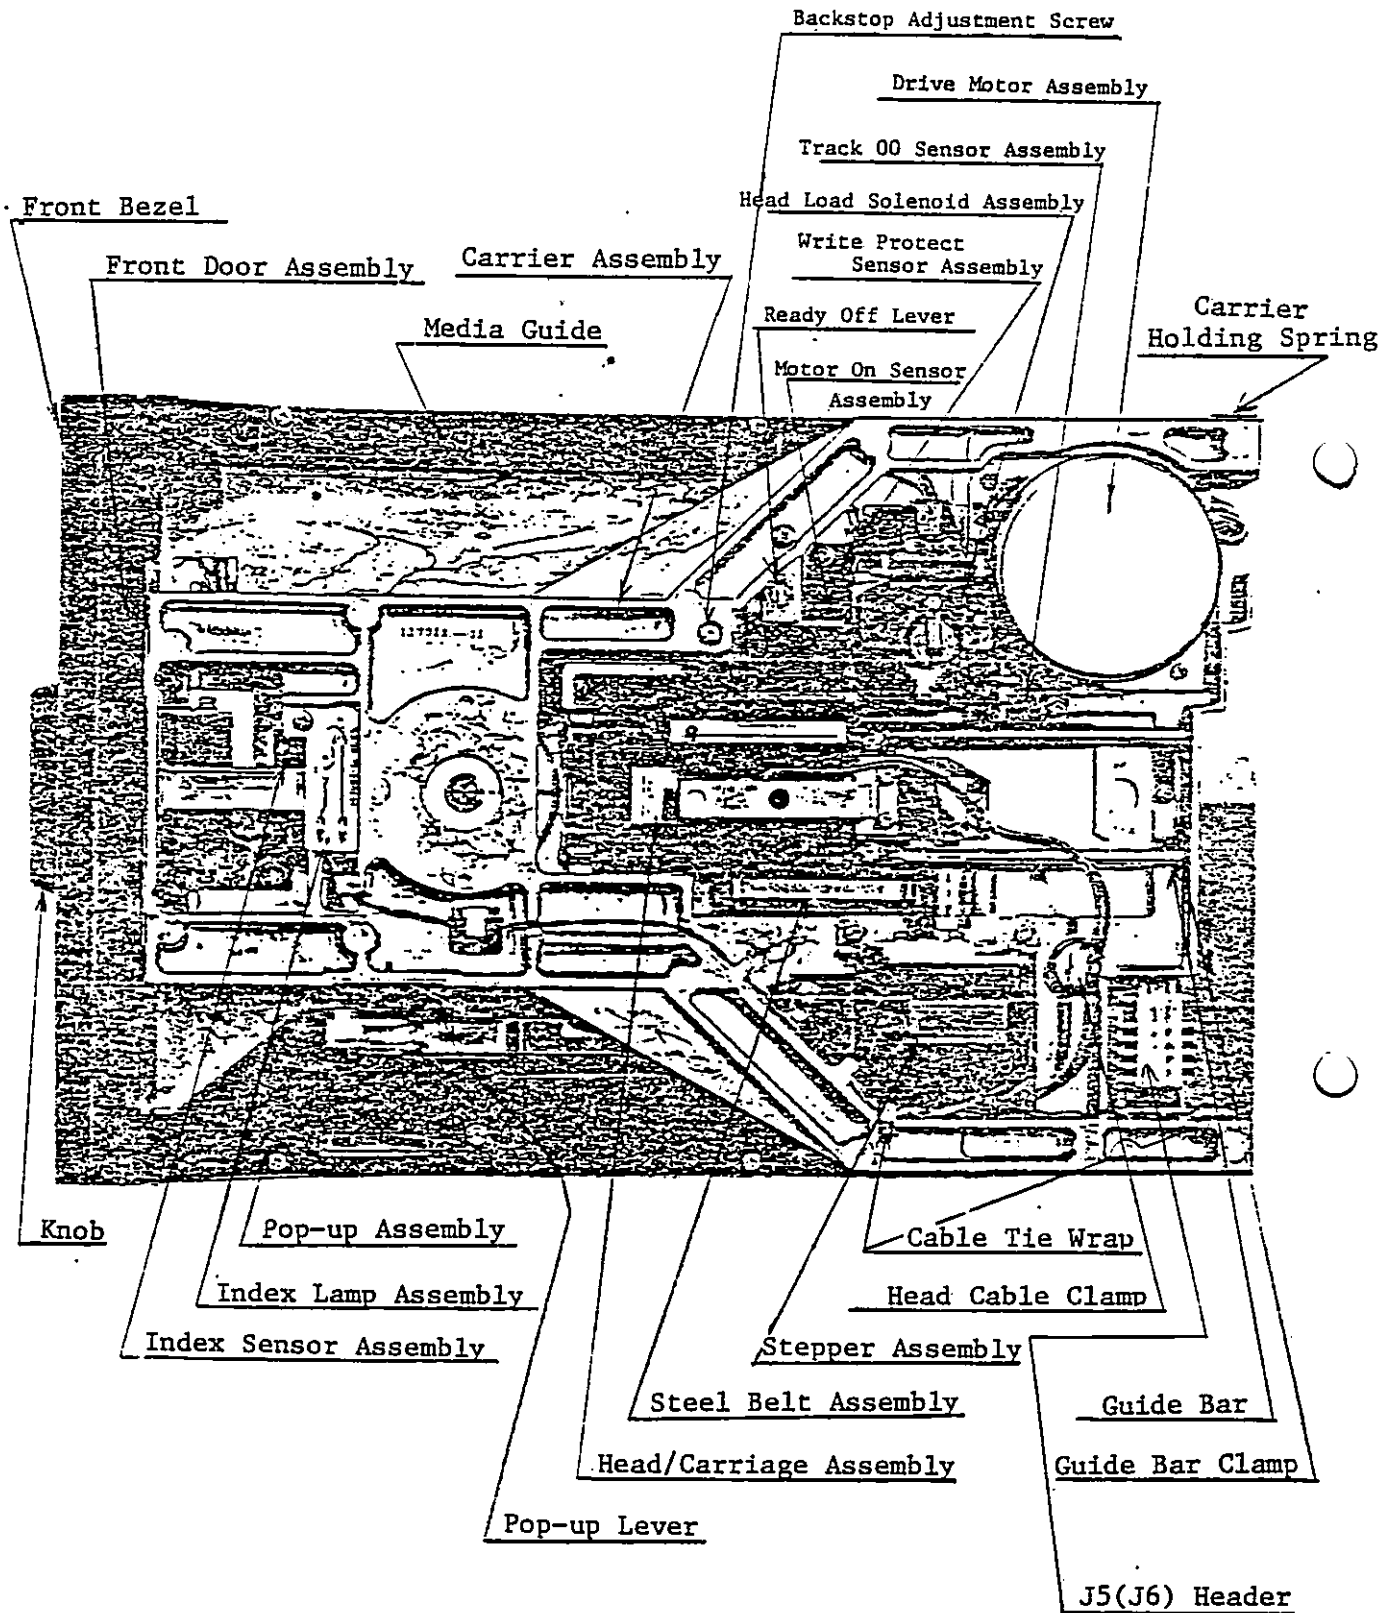 Backstop Adjustment Screw
Drive Motor Assembly
Track 00 Sensor Assembly
Head Load Solenoid Assembly
Front Bezel
Write Protect
Sensor Assembly
Front Door Assembly
Carrier Assembly
Ready Off Lever
Carrier
Holding Spring
Media Guide
Motor On Sensor
Assembly
Knob
Pop-up Assembly
Cable Tie Wrap
Index Lamp Assembly
Head Cable Clamp
Index Sensor Assembly
Stepper Assembly
Steel Belt Assembly
Guide Bar
Head/Carriage Assembly
Guide Bar Clamp
Pop-up Lever
J5(J6) Header